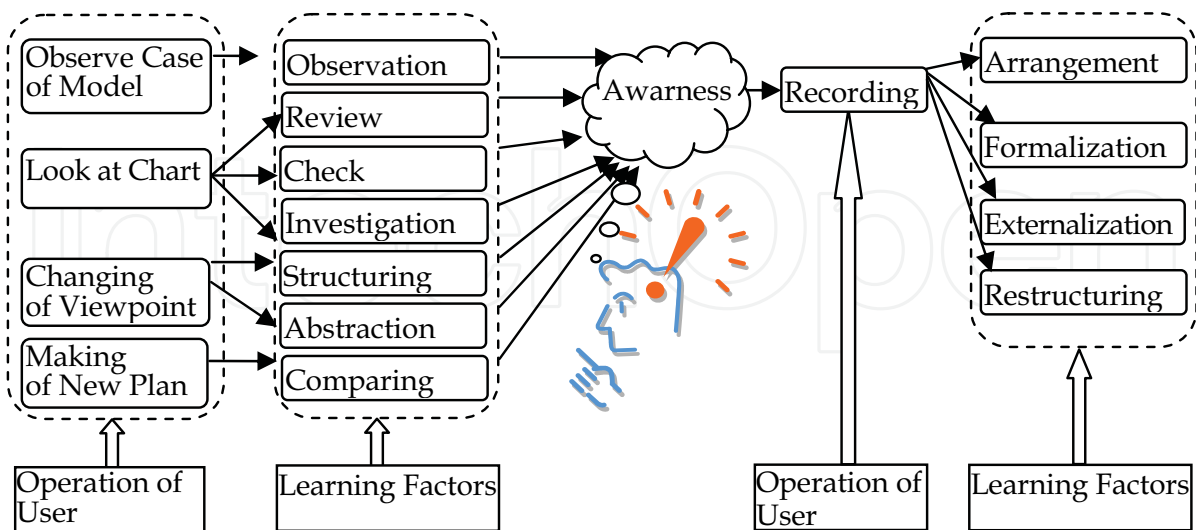 Observe Case
of Model
Look at Chart
Changing
of Viewpoint
Making
of New Plan
Operation of
User
Observation
Review
Check
Investigation
Structuring
Abstraction
Comparing
Learning Factors
Awarness
Recording
Operation of
User
Arrangement
Formalization
Externalization
Restructuring
Learning Factors
IntechOpen